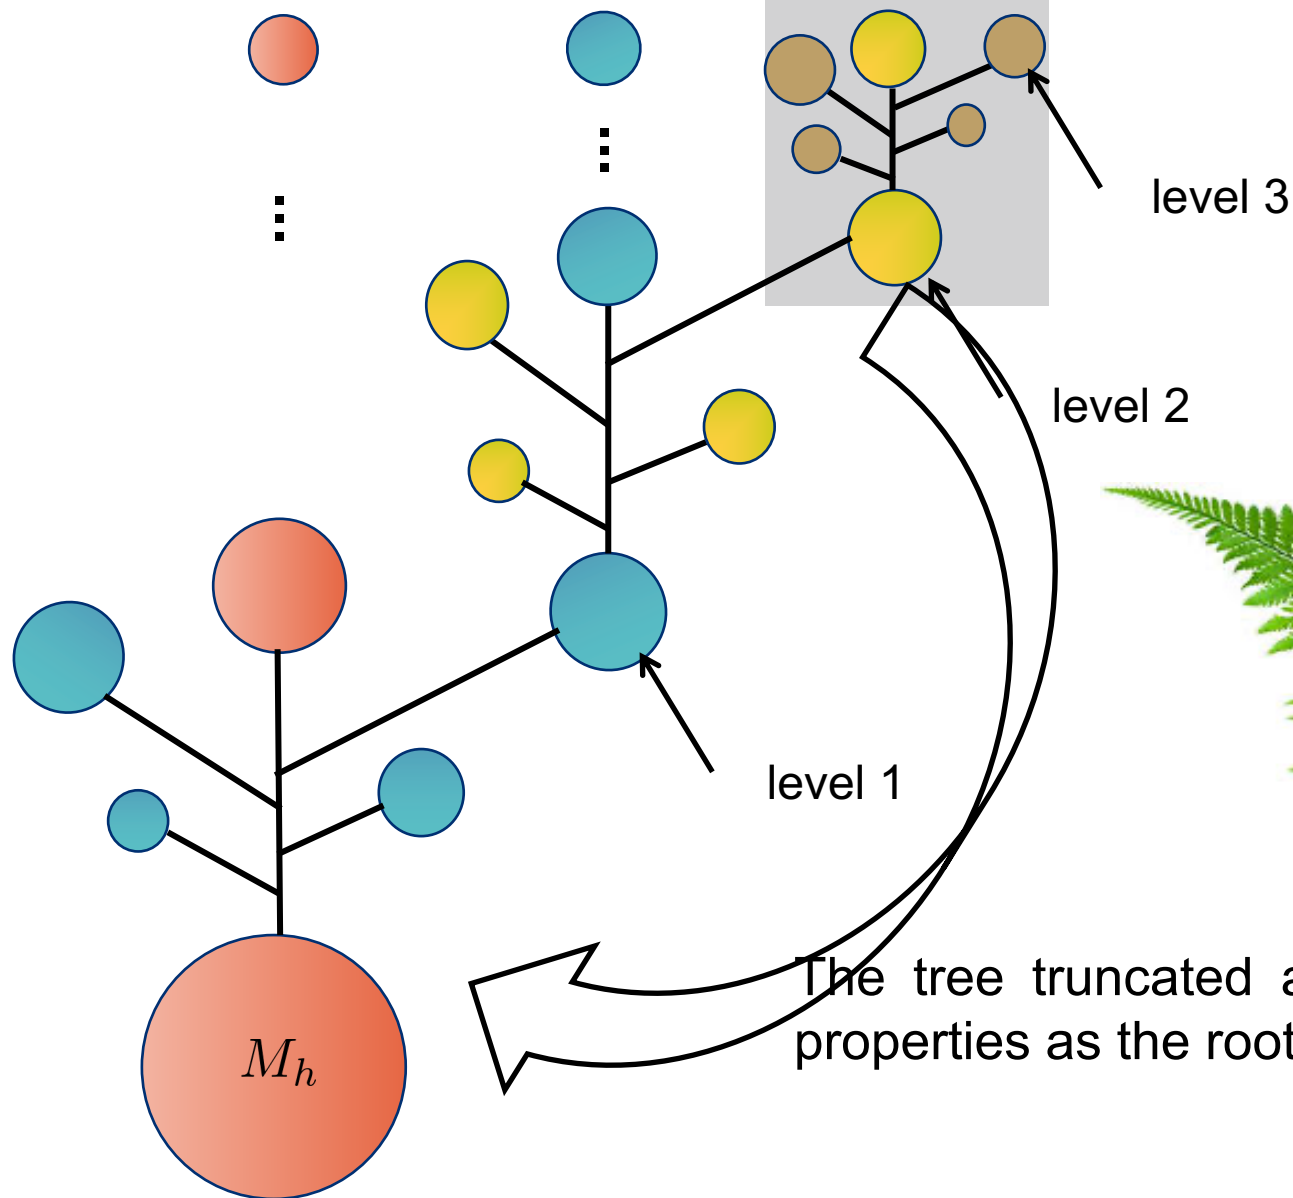 level 3
level 2
level 1
The tree truncated a
properties as the root
M_h